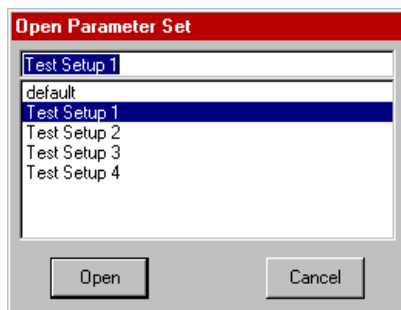 Open Parameter Set
Test Setup 1
default
Test Setup 1
Test Setup 2
Test Setup 3
Test Setup 4
Open Cancel